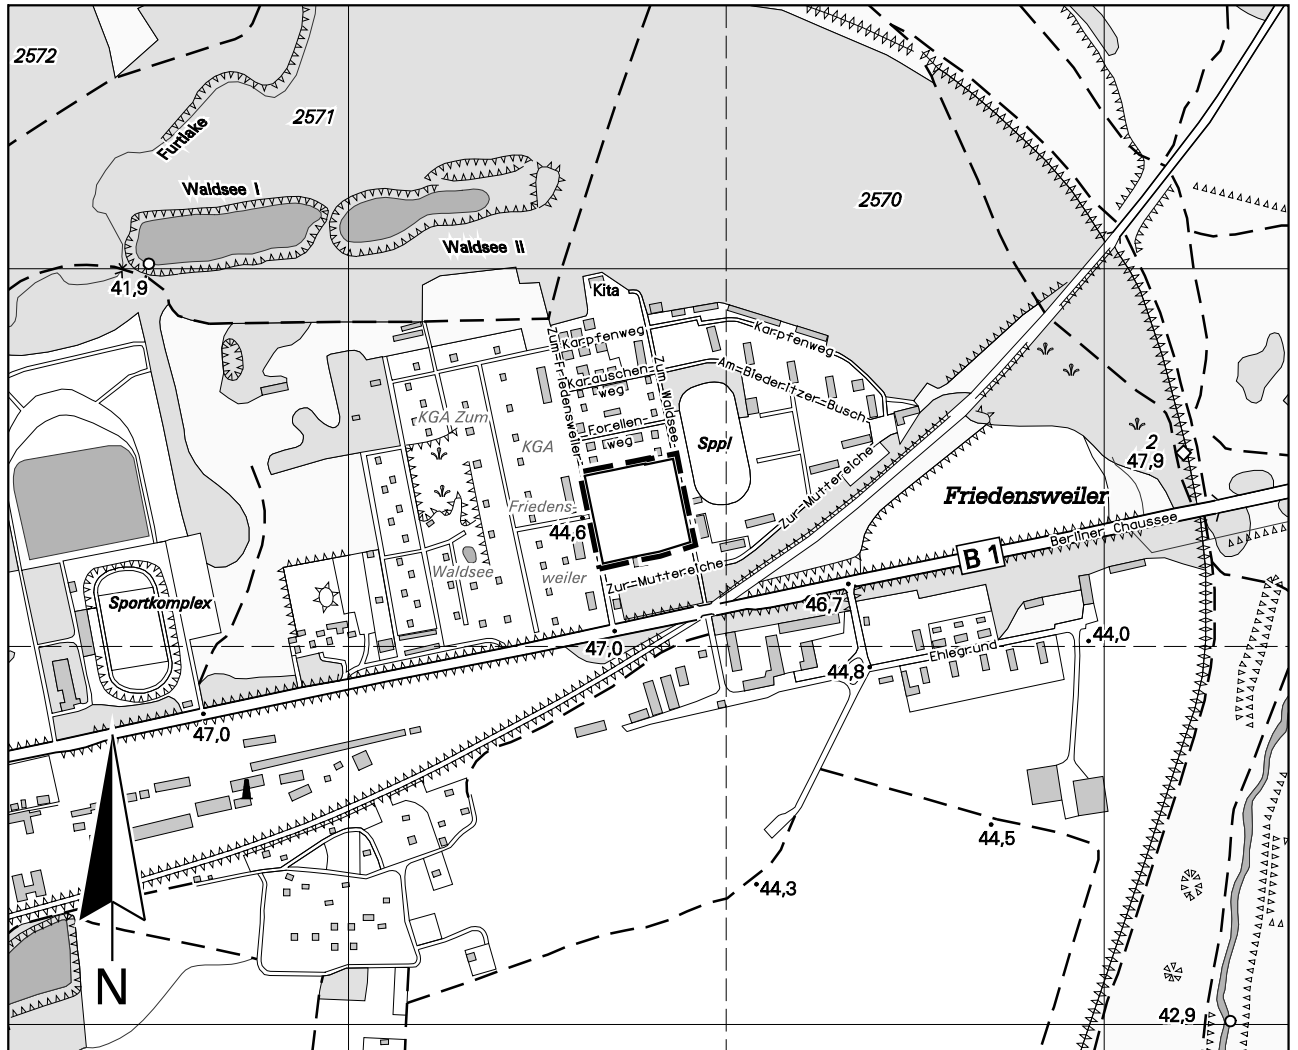 2572
2571
Furtlake
Waldsee I
2570
Waldsee II
41,9
Kita
Karpfenweg
Karpfenweg
Zum-Friedensweiler-
Zum-Waldsee-
Karauschen-
weg
Am-Biederitzer-Busch
KGA Zum
Forellen-
weg
Sppl
KGA
2
47,9
Zur-Muttereiche
Friedensweiler
Friedens-
44,6
Berliner Chaussee
B 1
Waldsee
weiler
Zur-Muttereiche
Sportkomplex
46,7
47,0
44,0
Ehlegrund
44,8
47,0
44,5
44,3
N
42,9